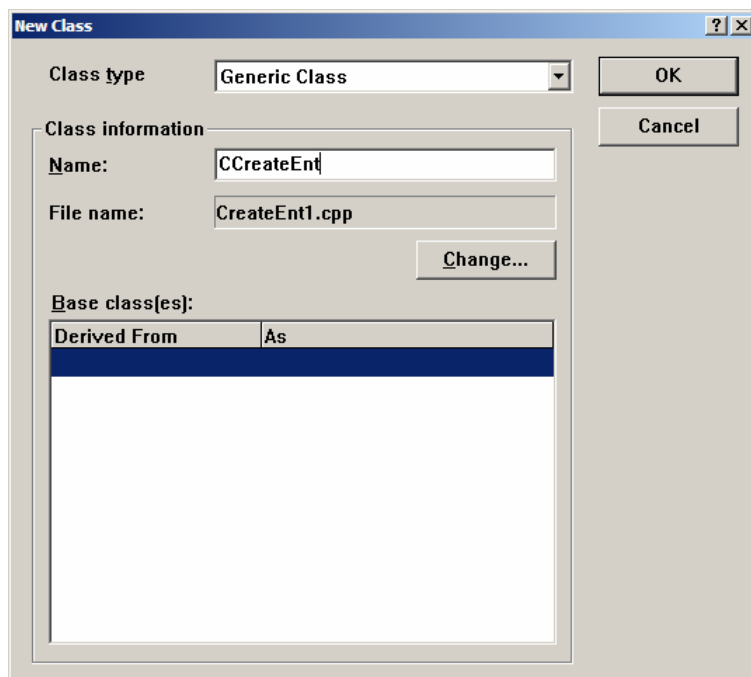 New Class
Class type Generic Class OK
Class information Cancel
Name: CCreateEnt
File name: CreateEnt1.cpp
Change...
Base class(es):
Derived From As